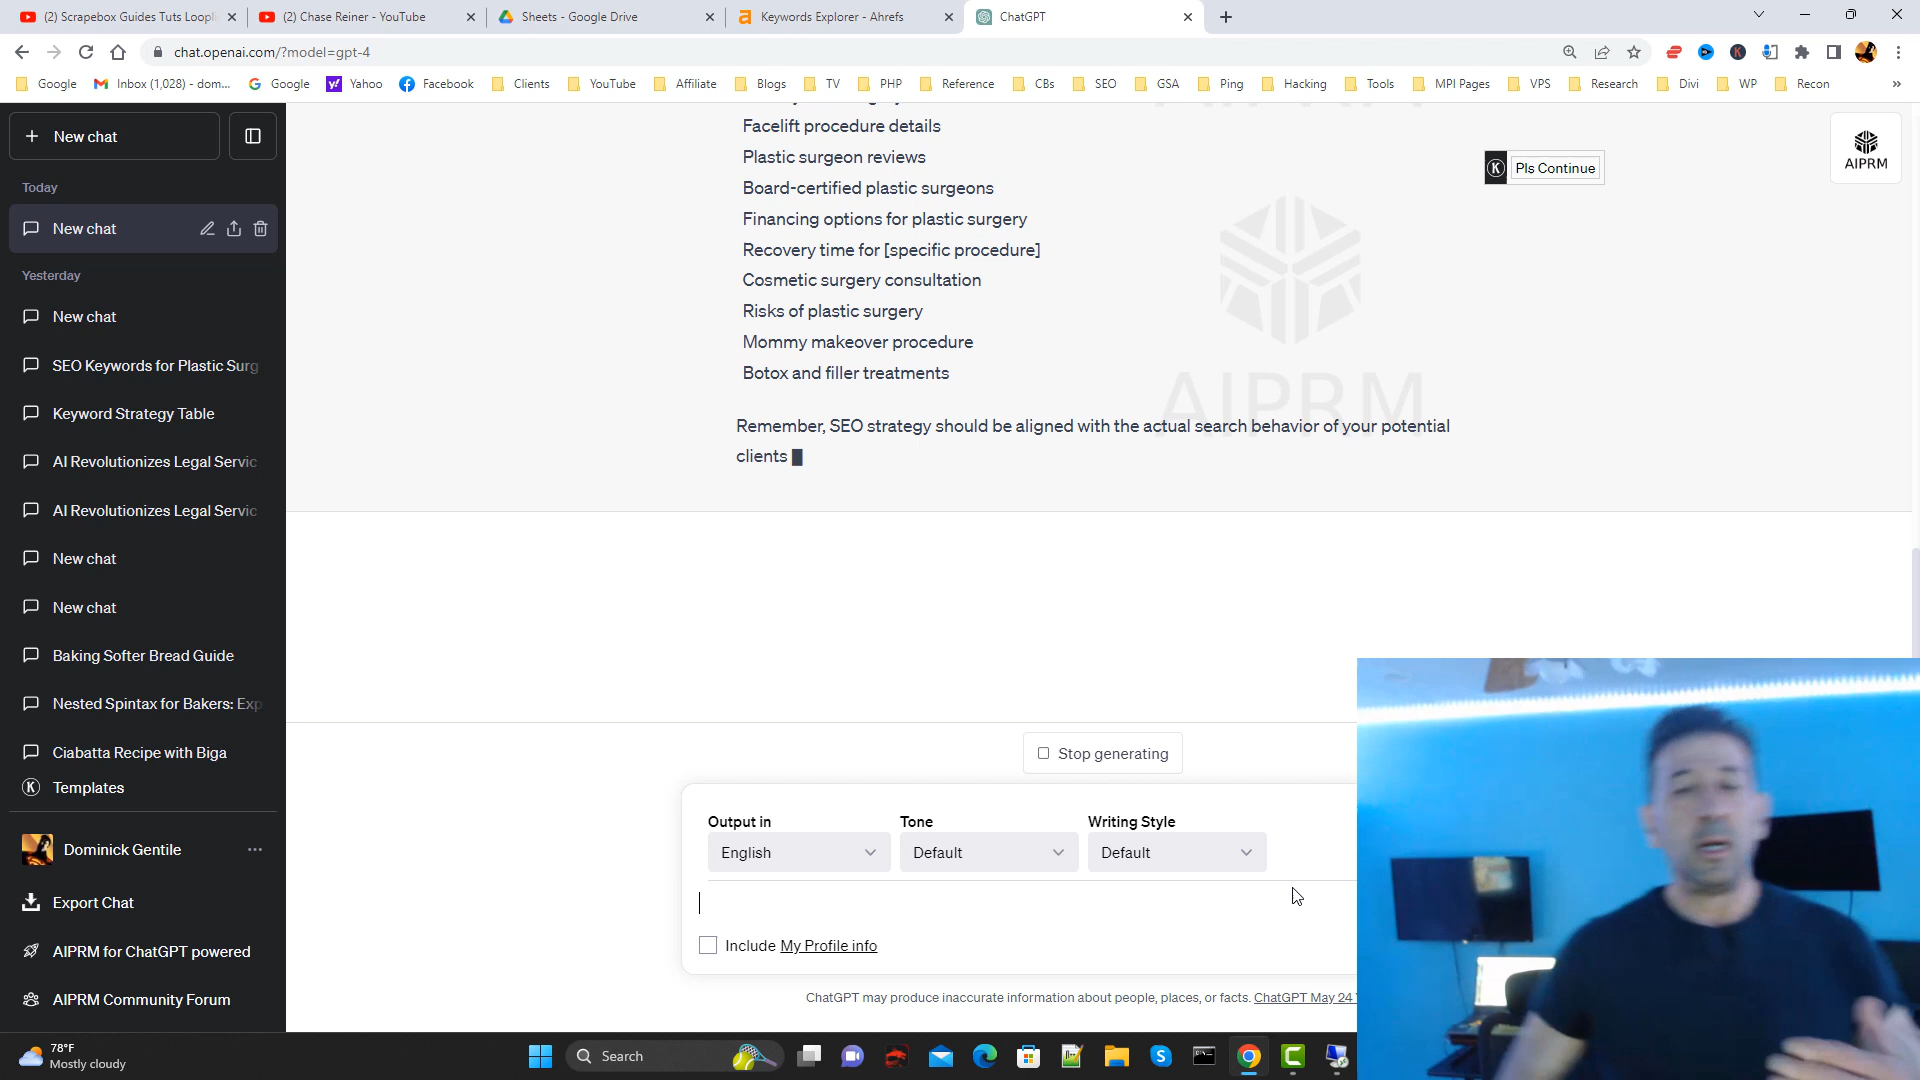 (2) Scrapebox Guides Tuts Loopl
(2) Chase Reiner - YouTube
Sheets - Google Drive
Keywords Explorer - Ahrefs
ChatGPT
chat.openai.com/?model=gpt-4
Google
Inbox (1,028) - dom...
Google
Yahoo
Facebook
Clients
YouTube
Affiliate
Blogs
TV
PHP
Reference
CBs
SEO
GSA
Ping
Hacking
Tools
MPI Pages
VPS
Research
Divi
WP
Recon
New chat
Today
New chat
Yesterday
New chat
SEO Keywords for Plastic Surg
Keyword Strategy Table
AI Revolutionizes Legal Servic
AI Revolutionizes Legal Servic
New chat
New chat
Baking Softer Bread Guide
Nested Spintax for Bakers: Exp
Ciabatta Recipe with Biga
Templates
Dominick Gentile
Export Chat
AIPRM for ChatGPT powered
AIPRM Community Forum
Facelift procedure details
Plastic surgeon reviews
Board-certified plastic surgeons
Financing options for plastic surgery
Recovery time for [specific procedure]
Cosmetic surgery consultation
Risks of plastic surgery
Mommy makeover procedure
Botox and filler treatments
Remember, SEO strategy should be aligned with the actual search behavior of your potential
clients
Pls Continue
AIPRM
AIPRM
Stop generating
Output in
Tone
Writing Style
English
Default
Default
Include My Profile info
ChatGPT may produce inaccurate information about people, places, or facts. ChatGPT May 24
78°F
Mostly cloudy
Search